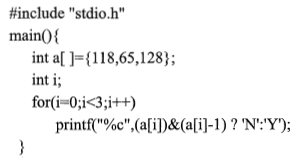 #include "stdio.h"
main(){
int a[ ]={118,65,128};
int i;
for(i=0;i<3;i++)
printf("%c",(a[i])&(a[i]-1) ? 'N':'Y');
}